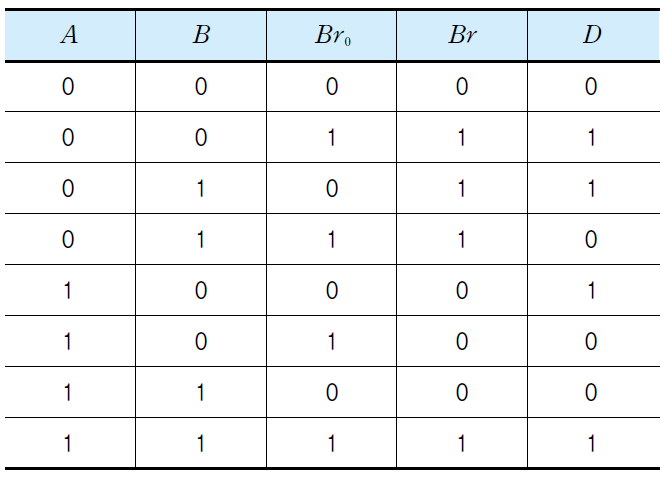 A B Br₀ Br D
0 0 0 0 0
0 0 1 1 1
0 1 0 1 1
0 1 1 1 0
1 0 0 0 1
1 0 1 0 0
1 1 0 0 0
1 1 1 1 1